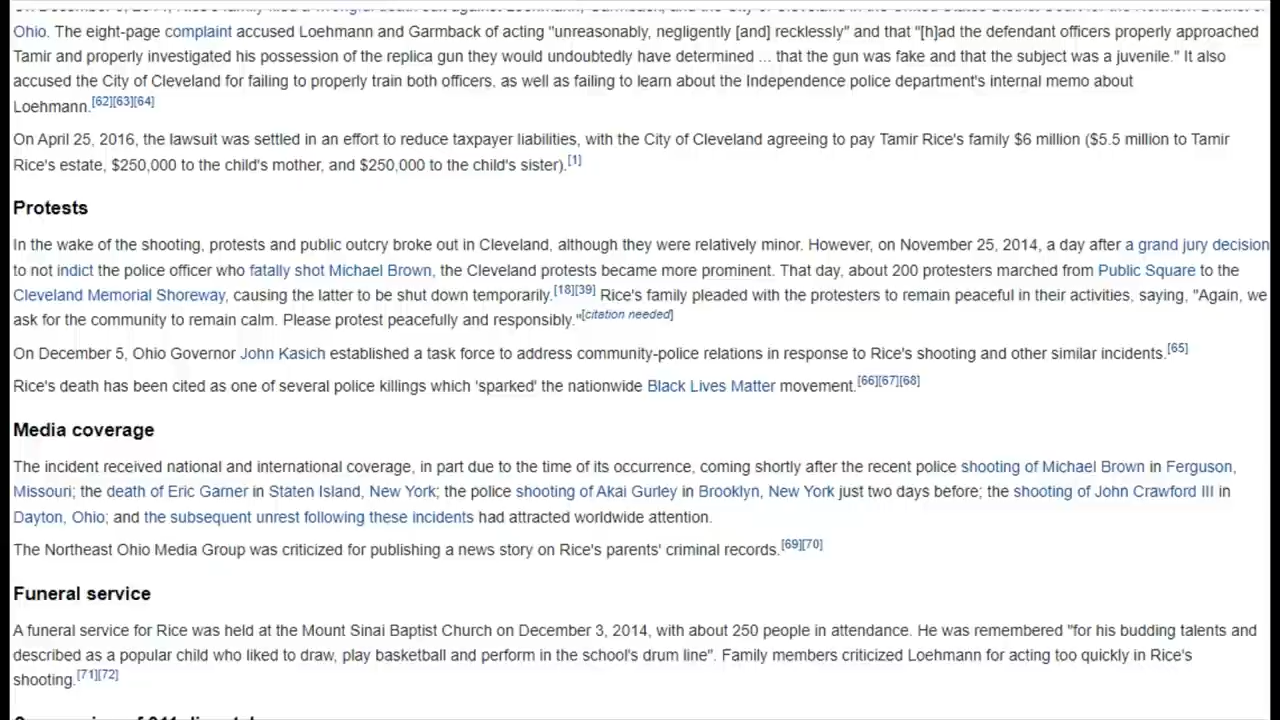 Ohio. The eight-page complaint accused Loehmann and Garmback of acting "unreasonably, negligently [and] recklessly" and that "[h]ad the defendant officers properly approached
Tamir and properly investigated his possession of the replica gun they would undoubtedly have determined ... that the gun was fake and that the subject was a juvenile." It also
accused the City of Cleveland for failing to properly train both officers, as well as failing to learn about the Independence police department's internal memo about
Loehmann.[62][63][64]
On April 25, 2016, the lawsuit was settled in an effort to reduce taxpayer liabilities, with the City of Cleveland agreeing to pay Tamir Rice's family $6 million ($5.5 million to Tamir
Rice's estate, $250,000 to the child's mother, and $250,000 to the child's sister).[1]
Protests
In the wake of the shooting, protests and public outcry broke out in Cleveland, although they were relatively minor. However, on November 25, 2014, a day after a grand jury decision
to not indict the police officer who fatally shot Michael Brown, the Cleveland protests became more prominent. That day, about 200 protesters marched from Public Square to the
Cleveland Memorial Shoreway, causing the latter to be shut down temporarily.[18][39] Rice's family pleaded with the protesters to remain peaceful in their activities, saying, "Again, we
ask for the community to remain calm. Please protest peacefully and responsibly."[citation needed]
On December 5, Ohio Governor John Kasich established a task force to address community-police relations in response to Rice's shooting and other similar incidents.[65]
Rice's death has been cited as one of several police killings which 'sparked' the nationwide Black Lives Matter movement.[66][67][68]
Media coverage
The incident received national and international coverage, in part due to the time of its occurrence, coming shortly after the recent police shooting of Michael Brown in Ferguson,
Missouri; the death of Eric Garner in Staten Island, New York; the police shooting of Akai Gurley in Brooklyn, New York just two days before; the shooting of John Crawford III in
Dayton, Ohio; and the subsequent unrest following these incidents had attracted worldwide attention.
The Northeast Ohio Media Group was criticized for publishing a news story on Rice's parents' criminal records.[69][70]
Funeral service
A funeral service for Rice was held at the Mount Sinai Baptist Church on December 3, 2014, with about 250 people in attendance. He was remembered "for his budding talents and
described as a popular child who liked to draw, play basketball and perform in the school's drum line". Family members criticized Loehmann for acting too quickly in Rice's
shooting.[71][72]